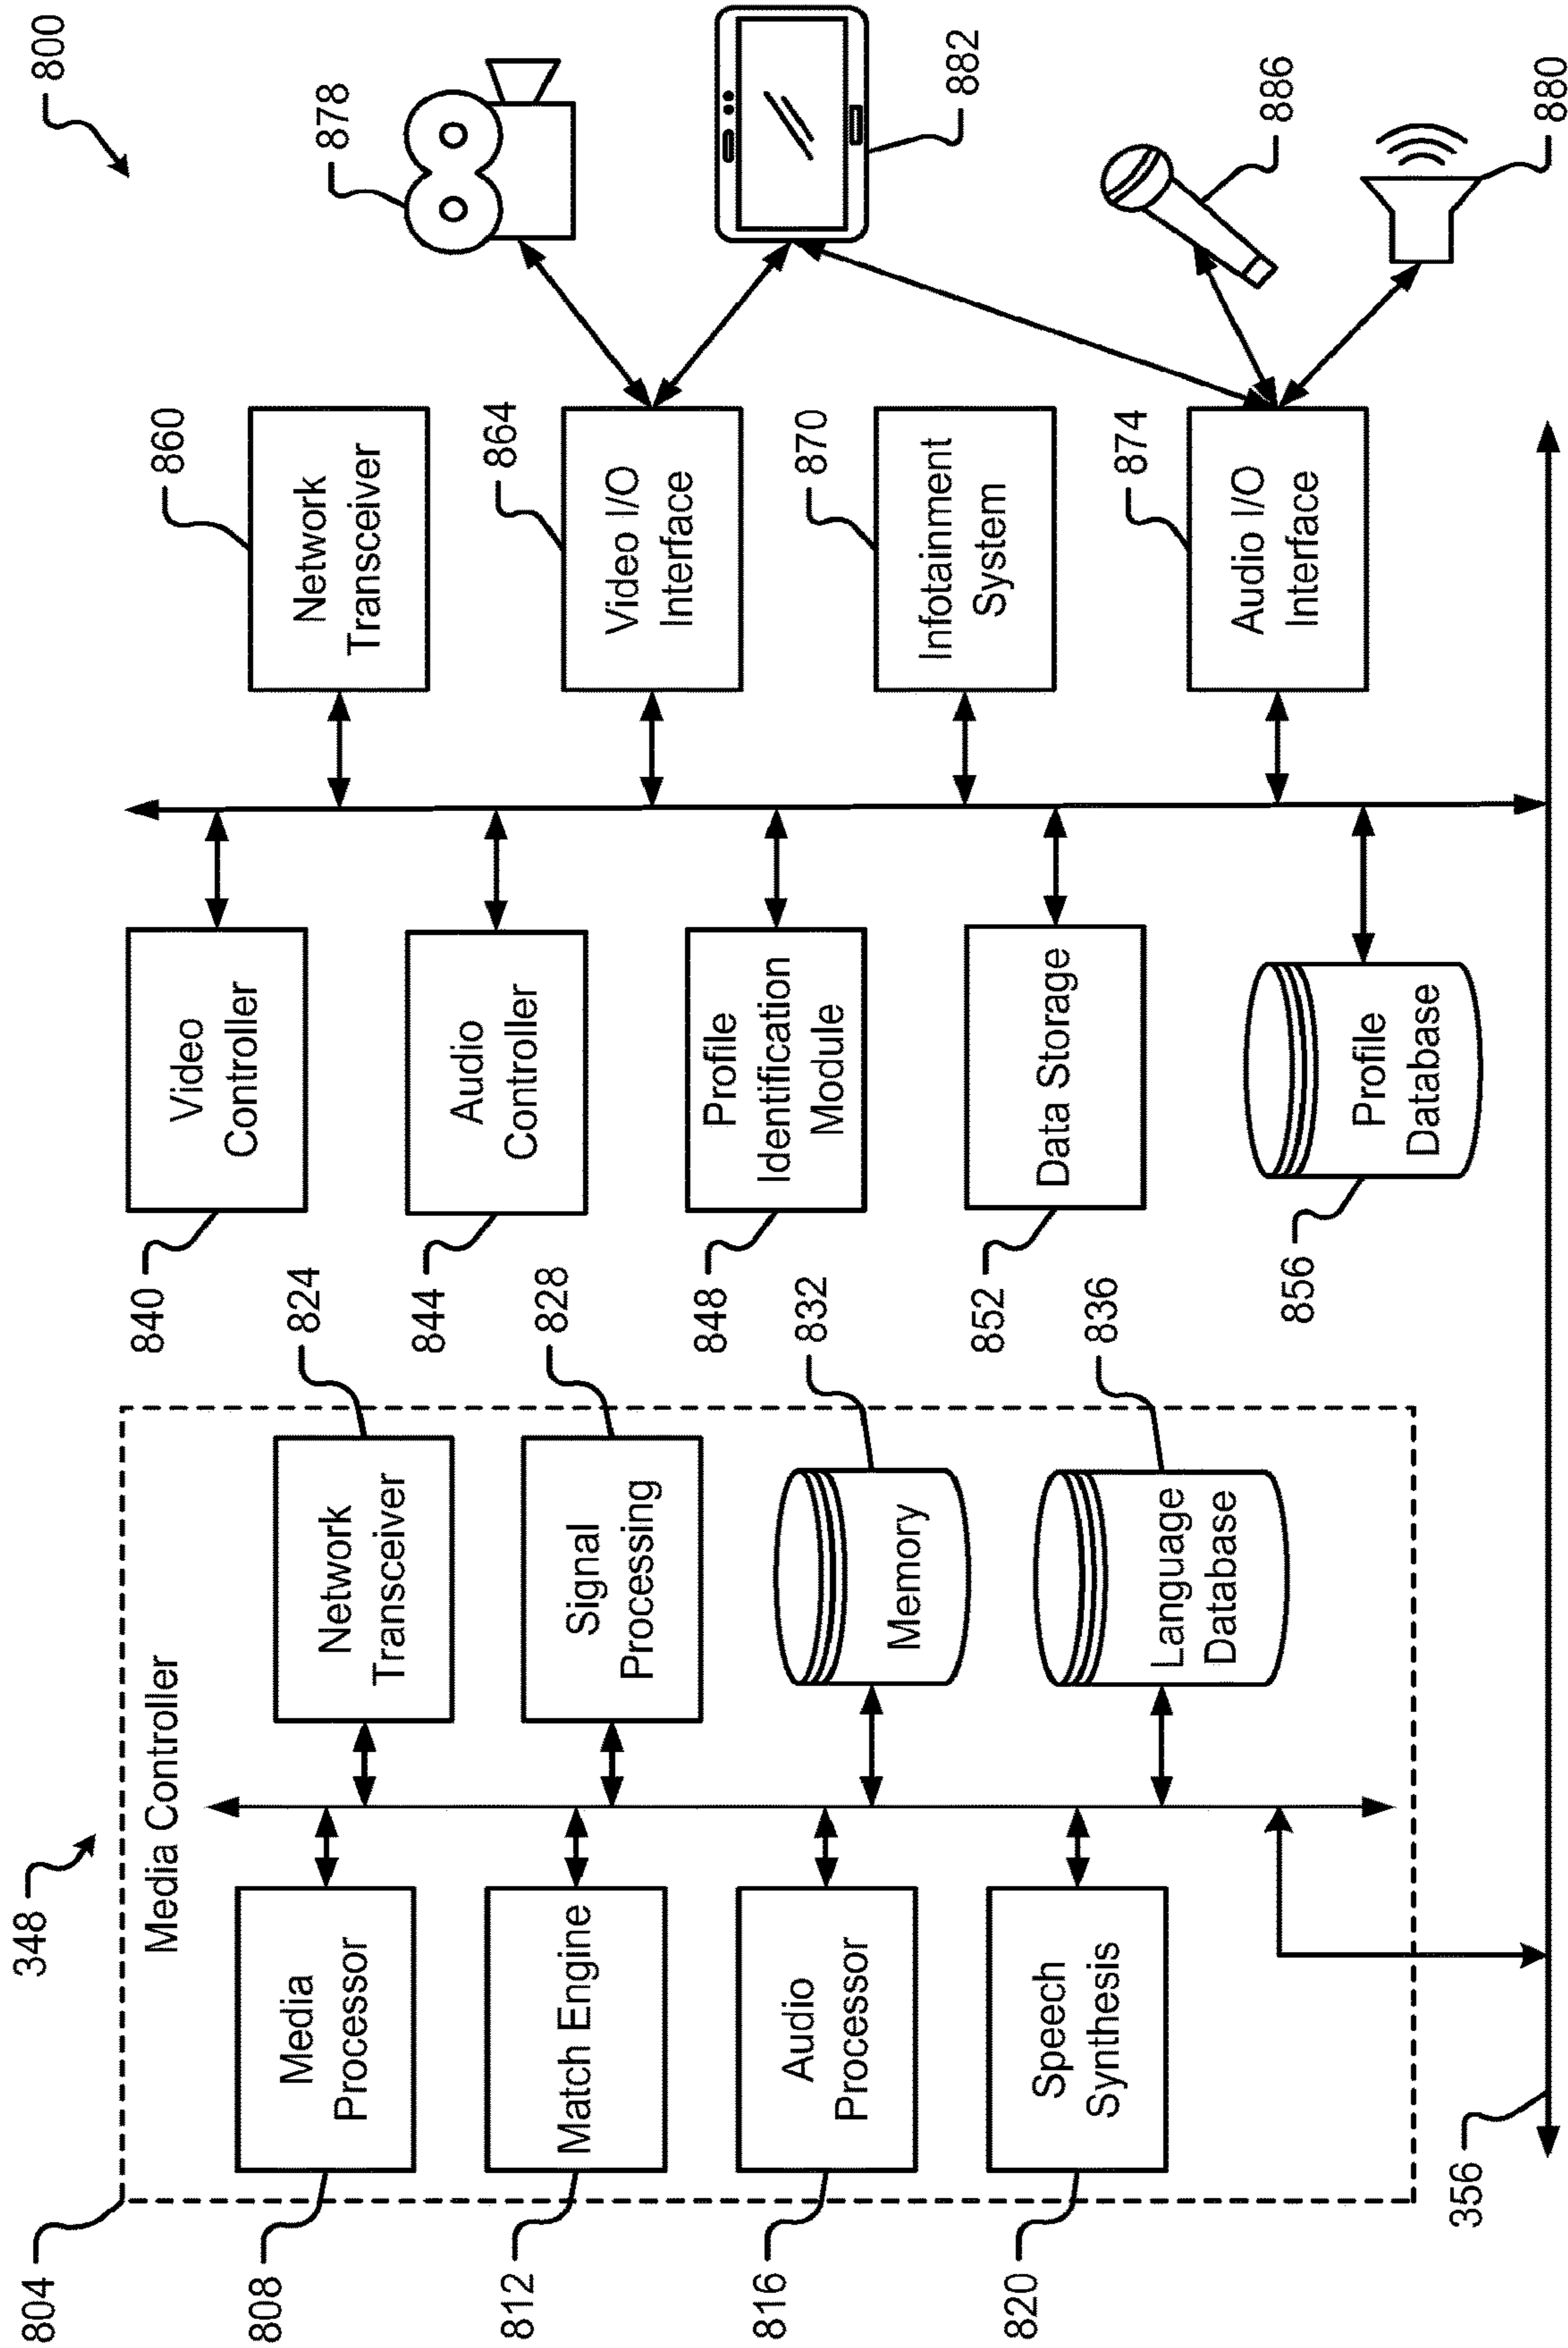 800
348
804
Media Controller
808
Media
Processor
812
Match Engine
816
Audio
Processor
820
Speech
Synthesis
824
Network
Transceiver
828
Signal
Processing
832
Memory
836
Language
Database
840
Video
Controller
844
Audio
Controller
848
Profile
Identification
Module
852
Data Storage
856
Profile
Database
860
Network
Transceiver
864
Video I/O
Interface
870
Infotainment
System
874
Audio I/O
Interface
878
882
886
880
356